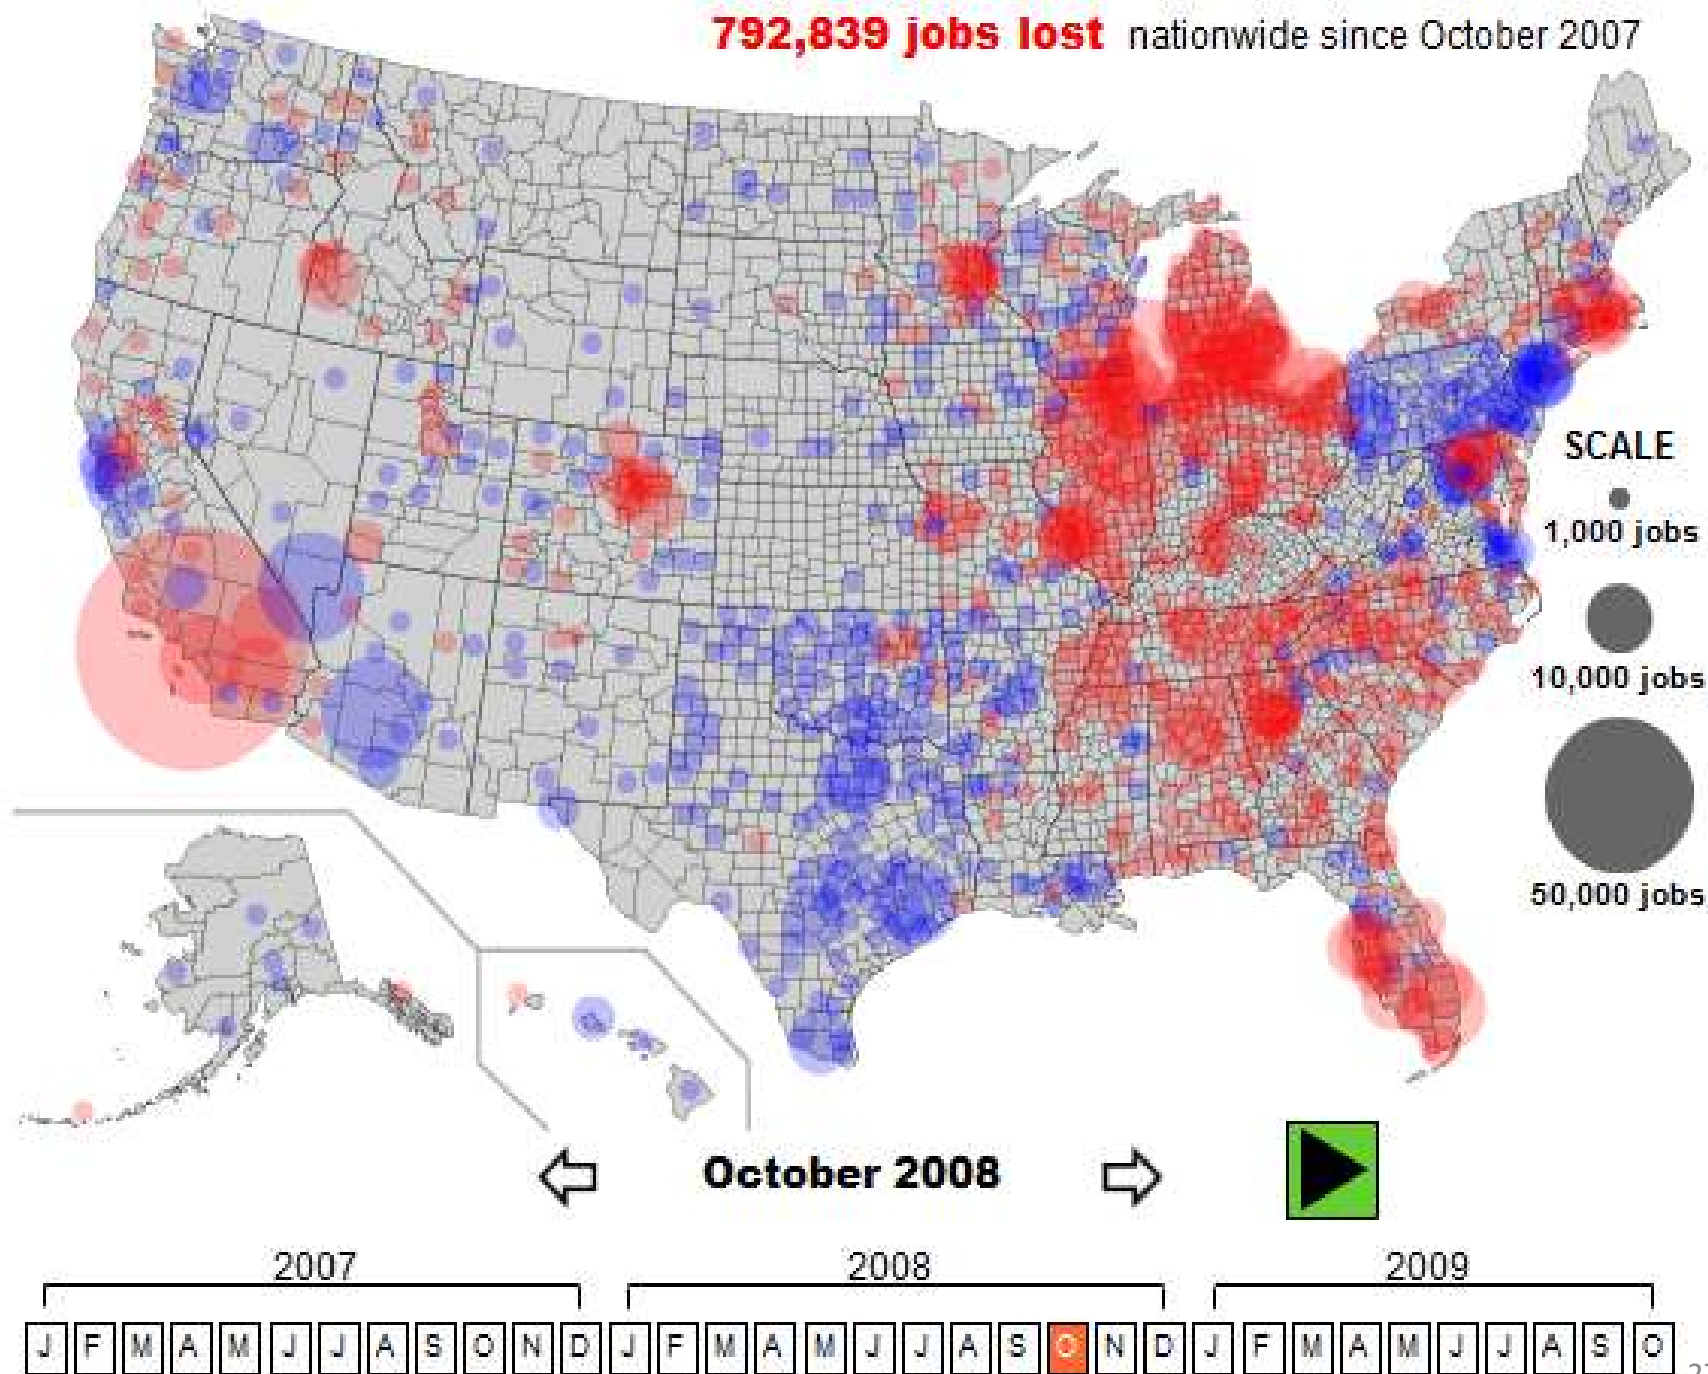 792,839 jobs lost nationwide since October 2007
SCALE
1,000 jobs
10,000 jobs
50,000 jobs
October 2008
2007 2008 2009
J F M A M J J A S O N D J F M A M J J A S O N D J F M A M J J A S O